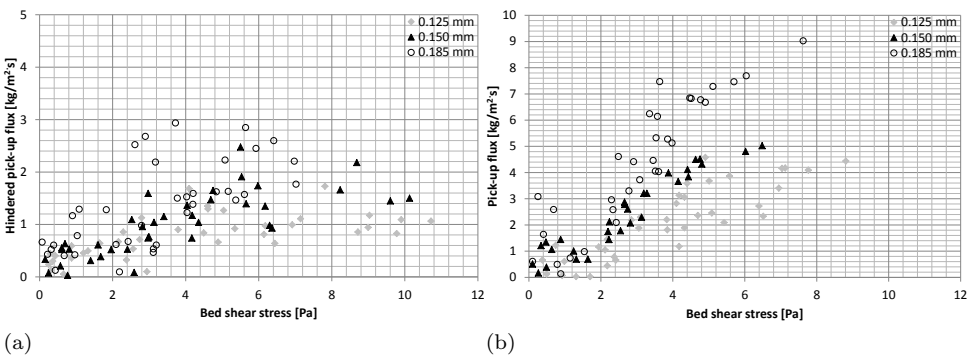 5
4
3
2
1
0
0 2 4 6 8 10 12
Hindered pick-up flux [kg/m²·s]
Bed shear stress [Pa]
0.125 mm
0.150 mm
0.185 mm
(a)
10
9
8
7
6
5
4
3
2
1
0
0 2 4 6 8 10 12
Pick-up flux [kg/m²·s]
Bed shear stress [Pa]
0.125 mm
0.150 mm
0.185 mm
(b)